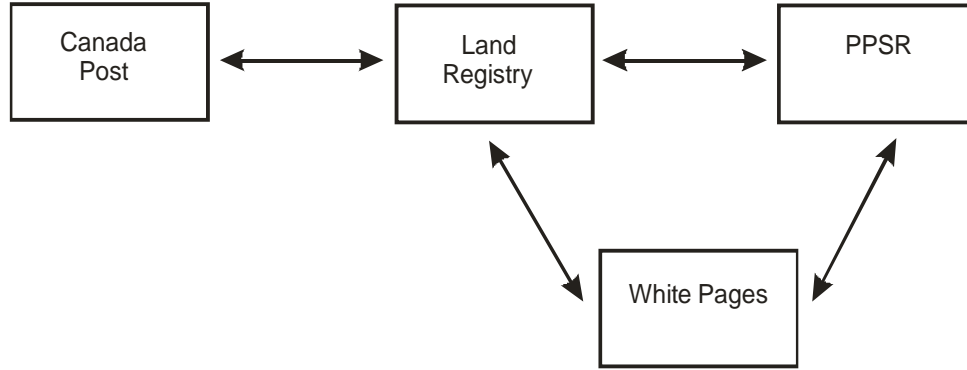 Canada
Post
Land
Registry
PPSR
White Pages